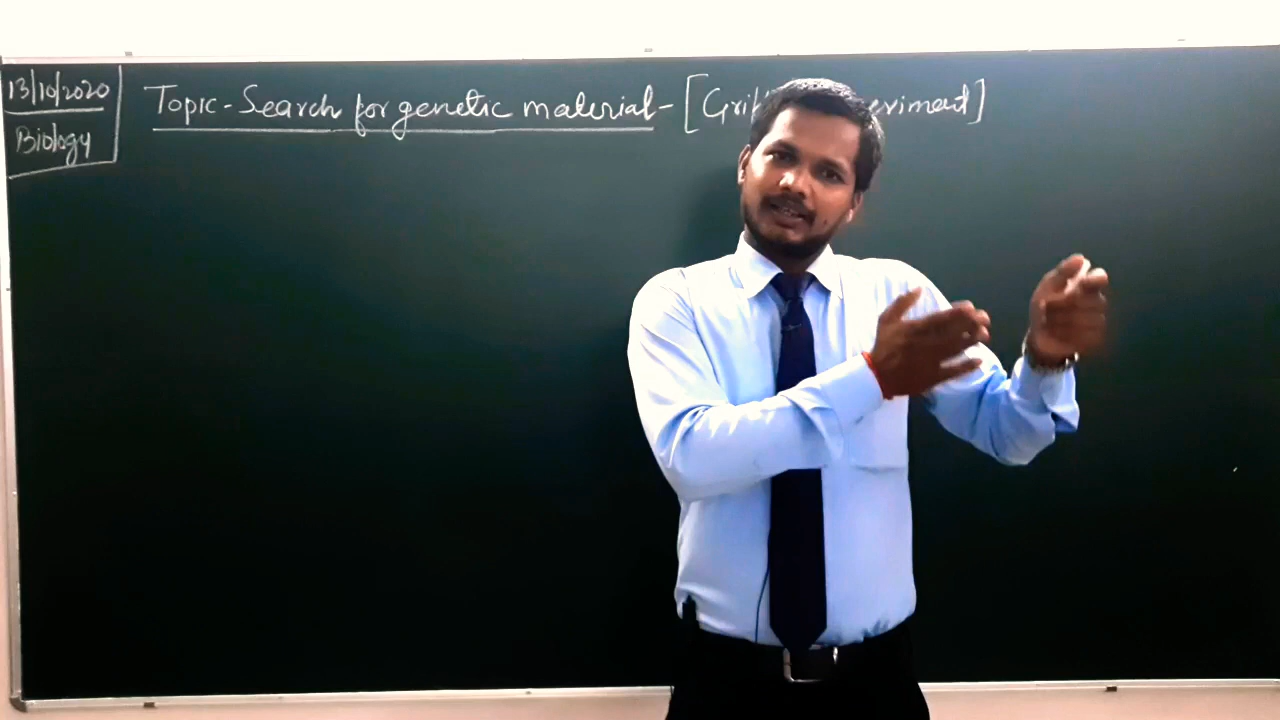 13/10/2020
Biology
Topic - Search for genetic material - [